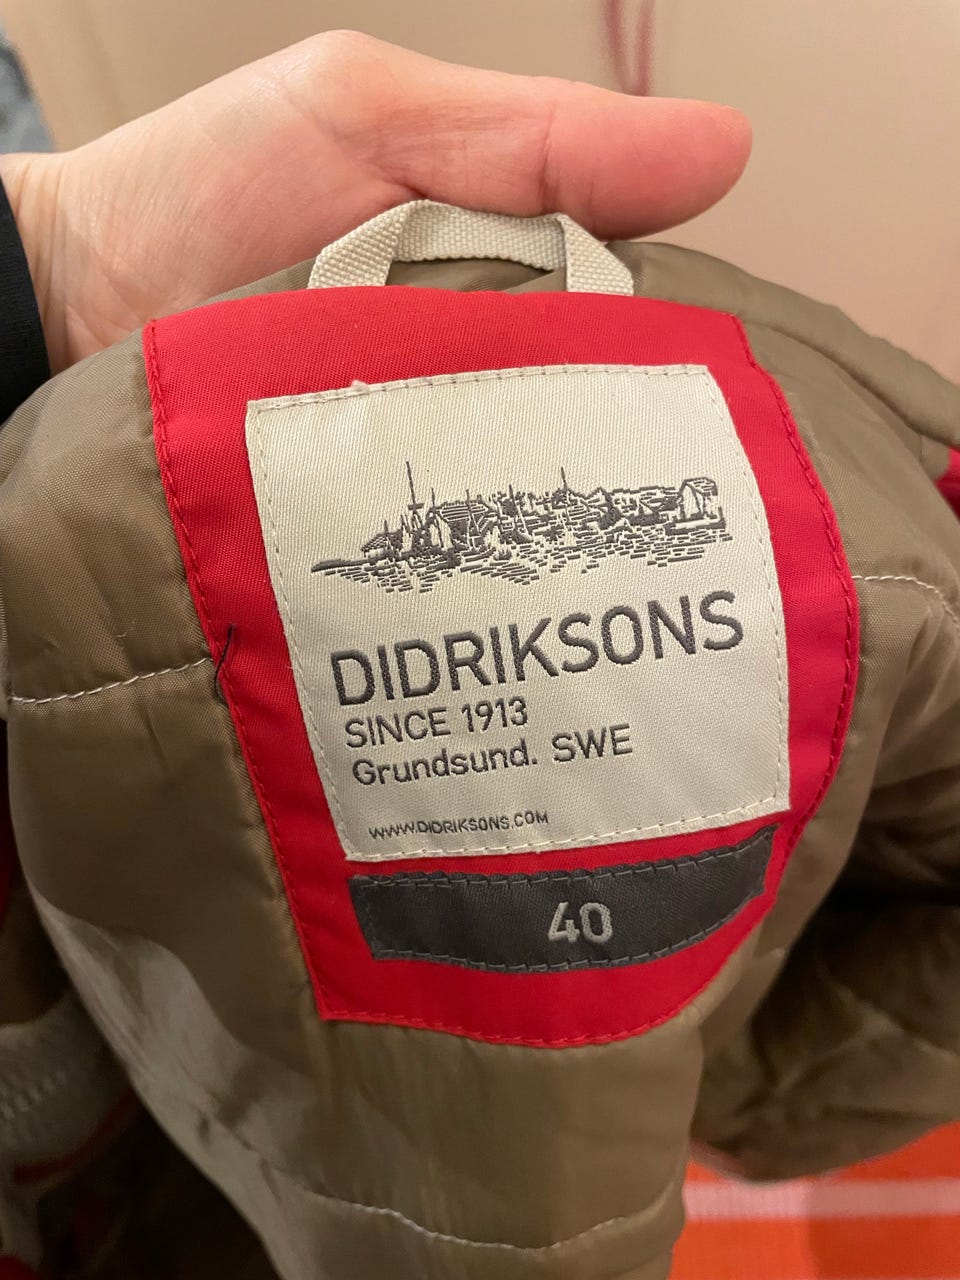 DIDRIKSONS
SINCE 1913
Grundsund. SWE
WWW.DIDRIKSONS.COM
40